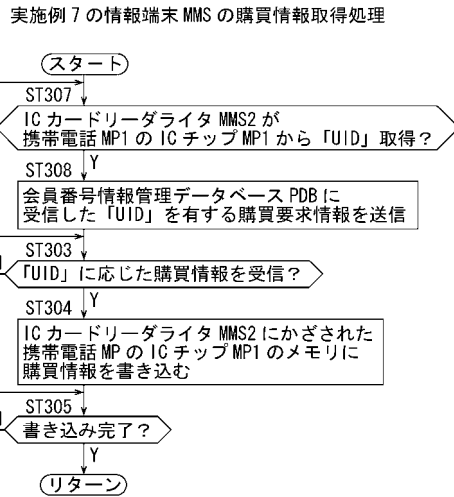 実施例7の情報端末MMSの購買情報取得処理
スタート
ST307
ICカードリーダライタMMS2が
携帯電話MP1のICチップMP1から「UID」取得?
Y
ST308
会員番号情報管理データベースPDBに
受信した「UID」を有する購買要求情報を送信
ST303
「UID」に応じた購買情報を受信?
Y
ST304
ICカードリーダライタMMS2にかざされた
携帯電話MPのICチップMP1のメモリに
購買情報を書き込む
ST305
書き込み完了?
Y
リターン